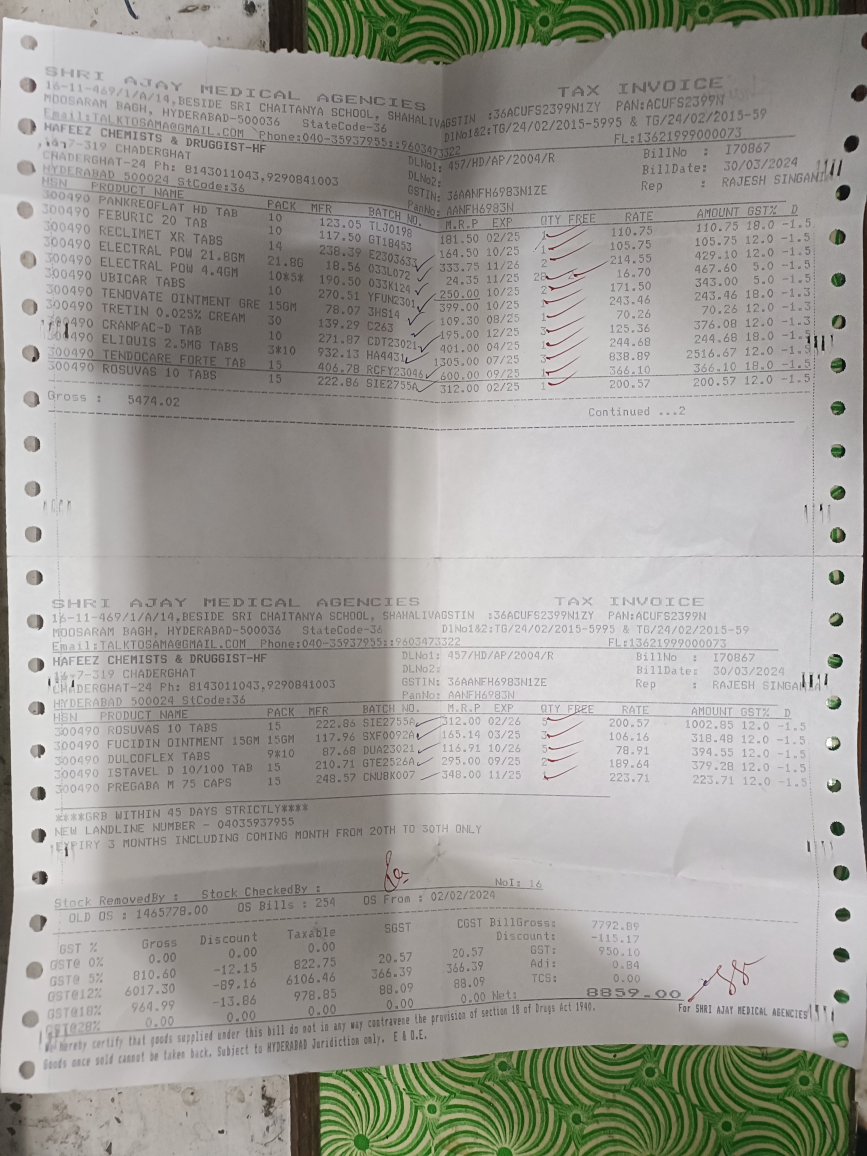 SHRI AJAY MEDICAL AGENCIES TAX INVOICE
16-11-469/1/A/14,BESIDE SRI CHAITANYA SCHOOL, SHAHALIVAGSTIN :36ACUFS2399N1ZY PAN:ACUFS2399N
MOOSARAM BAGH, HYDERABAD-500036 StateCode-36 DlNo1&2:TG/24/02/2015-5995 & TG/24/02/2015-59
Email:TALKTOSAMA@GMAIL.COM Phone:040-35937955::9603473322 FL:13621999000073
HAFEEZ CHEMISTS & DRUGGIST-HF DLNo1: 457/HD/AP/2004/R BillNo : I70867
7-319 CHADERGHAT DLNo2: BillDate: 30/03/2024
CHADERGHAT-24 Ph: 8143011043,9290841003 GSTIN: 36AANFH6983N1ZE Rep : RAJESH SINGANIA
HYDERABAD 500024 StCode:36 PanNo: AANFH6983N
HSN PRODUCT NAME PACK MFR BATCH NO. M.R.P EXP QTY FREE RATE AMOUNT GST% D
300490 PANKREOFLAT HD TAB 10 123.05 TLJ0198 181.50 02/25 1 110.75 110.75 18.0 -1.5
300490 FEBURIC 20 TAB 10 117.50 GT18453 164.50 10/25 1 105.75 105.75 12.0 -1.5
300490 RECLIMET XR TABS 14 238.39 E2303633 333.75 11/26 2 214.55 429.10 12.0 -1.5
300490 ELECTRAL POW 21.8GM 21.8G 18.56 033L072 24.35 11/25 28 2 16.70 467.60 5.0 -1.5
300490 ELECTRAL POW 4.4GM 10*5* 190.50 033K124 250.00 10/25 2 171.50 343.00 5.0 -1.5
300490 UBICAR TABS 10 270.51 YFUN2301 399.00 10/25 1 243.46 243.46 18.0 -1.3
300490 TENOVATE OINTMENT GRE 15GM 78.07 3HS14 109.30 08/25 1 70.26 70.26 12.0 -1.3
300490 TRETIN 0.025% CREAM 30 139.29 C263 195.00 12/25 3 125.36 376.08 12.0 -1.5
300490 CRANPAC-D TAB 10 271.87 CDT23021 401.00 04/25 1 244.68 244.68 18.0 -1.5
300490 ELIQUIS 2.5MG TABS 3*10 932.13 HA4431 1305.00 07/25 3 838.89 2516.67 12.0 -1.5
300490 TENDOCARE FORTE TAB 15 406.78 RCFY23046 600.00 09/25 1 366.10 366.10 18.0 -1.5
300490 ROSUVAS 10 TABS 15 222.86 SIE2755A 312.00 02/25 1 200.57 200.57 12.0 -1.5
Gross : 5474.02
Continued ...2
SHRI AJAY MEDICAL AGENCIES TAX INVOICE
16-11-469/1/A/14,BESIDE SRI CHAITANYA SCHOOL, SHAHALIVAGSTIN :36ACUFS2399N1ZY PAN:ACUFS2399N
MOOSARAM BAGH, HYDERABAD-500036 StateCode-36 DlNo1&2:TG/24/02/2015-5995 & TG/24/02/2015-59
Email:TALKTOSAMA@GMAIL.COM Phone:040-35937955::9603473322 FL:13621999000073
HAFEEZ CHEMISTS & DRUGGIST-HF DLNo1: 457/HD/AP/2004/R BillNo : I70867
7-319 CHADERGHAT DLNo2: BillDate: 30/03/2024
CHADERGHAT-24 Ph: 8143011043,9290841003 GSTIN: 36AANFH6983N1ZE Rep : RAJESH SINGANIA
HYDERABAD 500024 StCode:36 PanNo: AANFH6983N
HSN PRODUCT NAME PACK MFR BATCH NO. M.R.P EXP QTY FREE RATE AMOUNT GST% D
300490 ROSUVAS 10 TABS 15 222.86 SIE2755A 312.00 02/26 5 200.57 1002.85 12.0 -1.5
300490 FUCIDIN OINTMENT 15GM 15GM 117.96 SXF0092A 165.14 03/25 3 106.16 318.48 12.0 -1.5
300490 DULCOFLEX TABS 9*10 87.68 DUA23021 116.91 10/26 5 78.91 394.55 12.0 -1.5
300490 ISTAVEL D 10/100 TAB 15 210.71 GTE2526A 295.00 09/25 2 189.64 379.28 12.0 -1.5
300490 PREGABA M 75 CAPS 15 248.57 CNU8K007 348.00 11/25 1 223.71 223.71 12.0 -1.5
****GRB WITHIN 45 DAYS STRICTLY****
NEW LANDLINE NUMBER - 04035937955
EXPIRY 3 MONTHS INCLUDING COMING MONTH FROM 20TH TO 30TH ONLY
Stock RemovedBy : Stock CheckedBy : NoI: 16
OLD OS : 1465778.00 OS Bills : 254 OS From : 02/02/2024
GST % Gross Discount Taxable SGST CGST BillGross: 7792.89
GST@ 0% 0.00 0.00 0.00 Discount: -115.17
GST@ 5% 810.60 -12.15 822.75 20.57 20.57 GST: 950.10
GST@12% 6017.30 -89.16 6106.46 366.39 366.39 Adj: 0.84
GST@18% 964.99 -13.86 978.85 88.09 88.09 TCS: 0.00
GST@28% 0.00 0.00 0.00 0.00 0.00 Net: 8859.00
For SHRI AJAY MEDICAL AGENCIES
We hereby certify that goods supplied under this bill do not in any way contravene the provision of section 18 of Drugs Act 1940.
Goods once sold cannot be taken back. Subject to HYDERABAD Juridiction only. E & O.E.